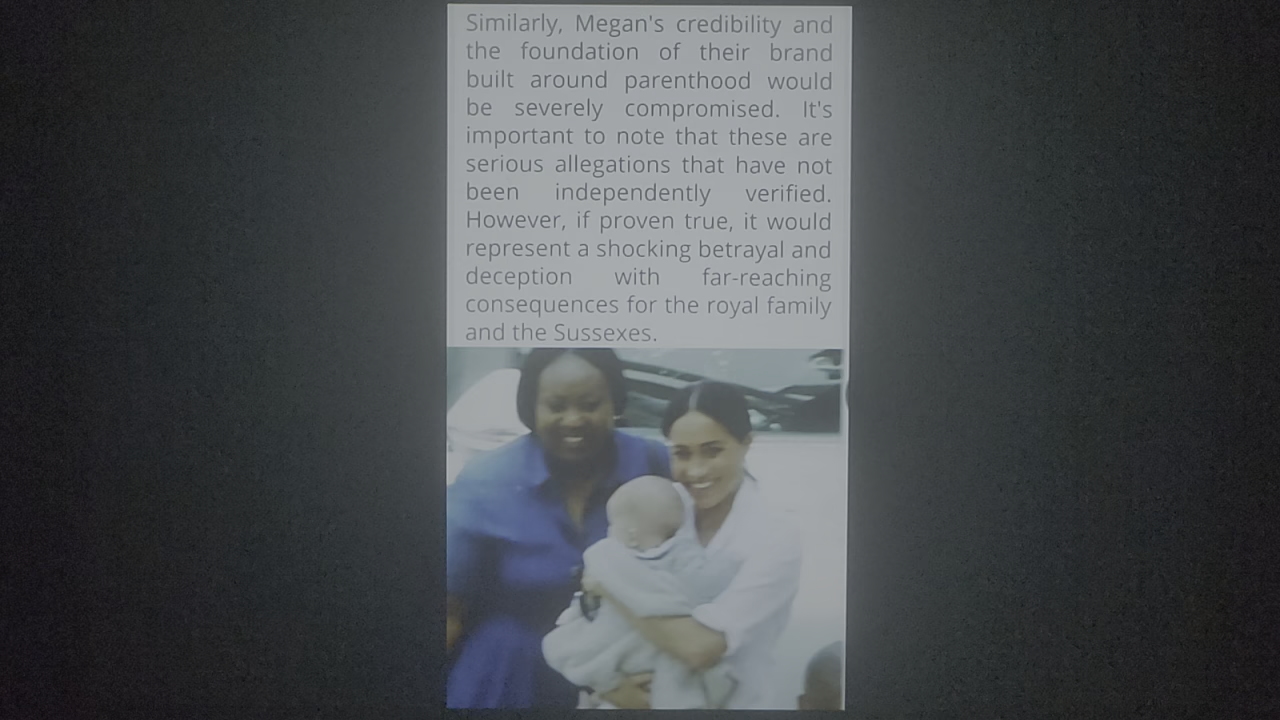 Similarly, Megan's credibility and
the foundation of their brand
built around parenthood would
be severely compromised. It's
important to note that these are
serious allegations that have not
been independently verified.
However, if proven true, it would
represent a shocking betrayal and
deception with far-reaching
consequences for the royal family
and the Sussexes.